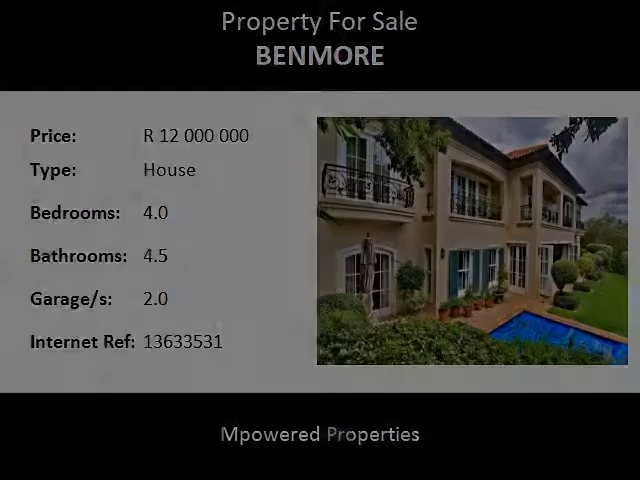 Property For Sale
BENMORE
Price: R 12 000 000
Type: House
Bedrooms: 4.0
Bathrooms: 4.5
Garage/s: 2.0
Internet Ref: 13633531
Mpowered Properties